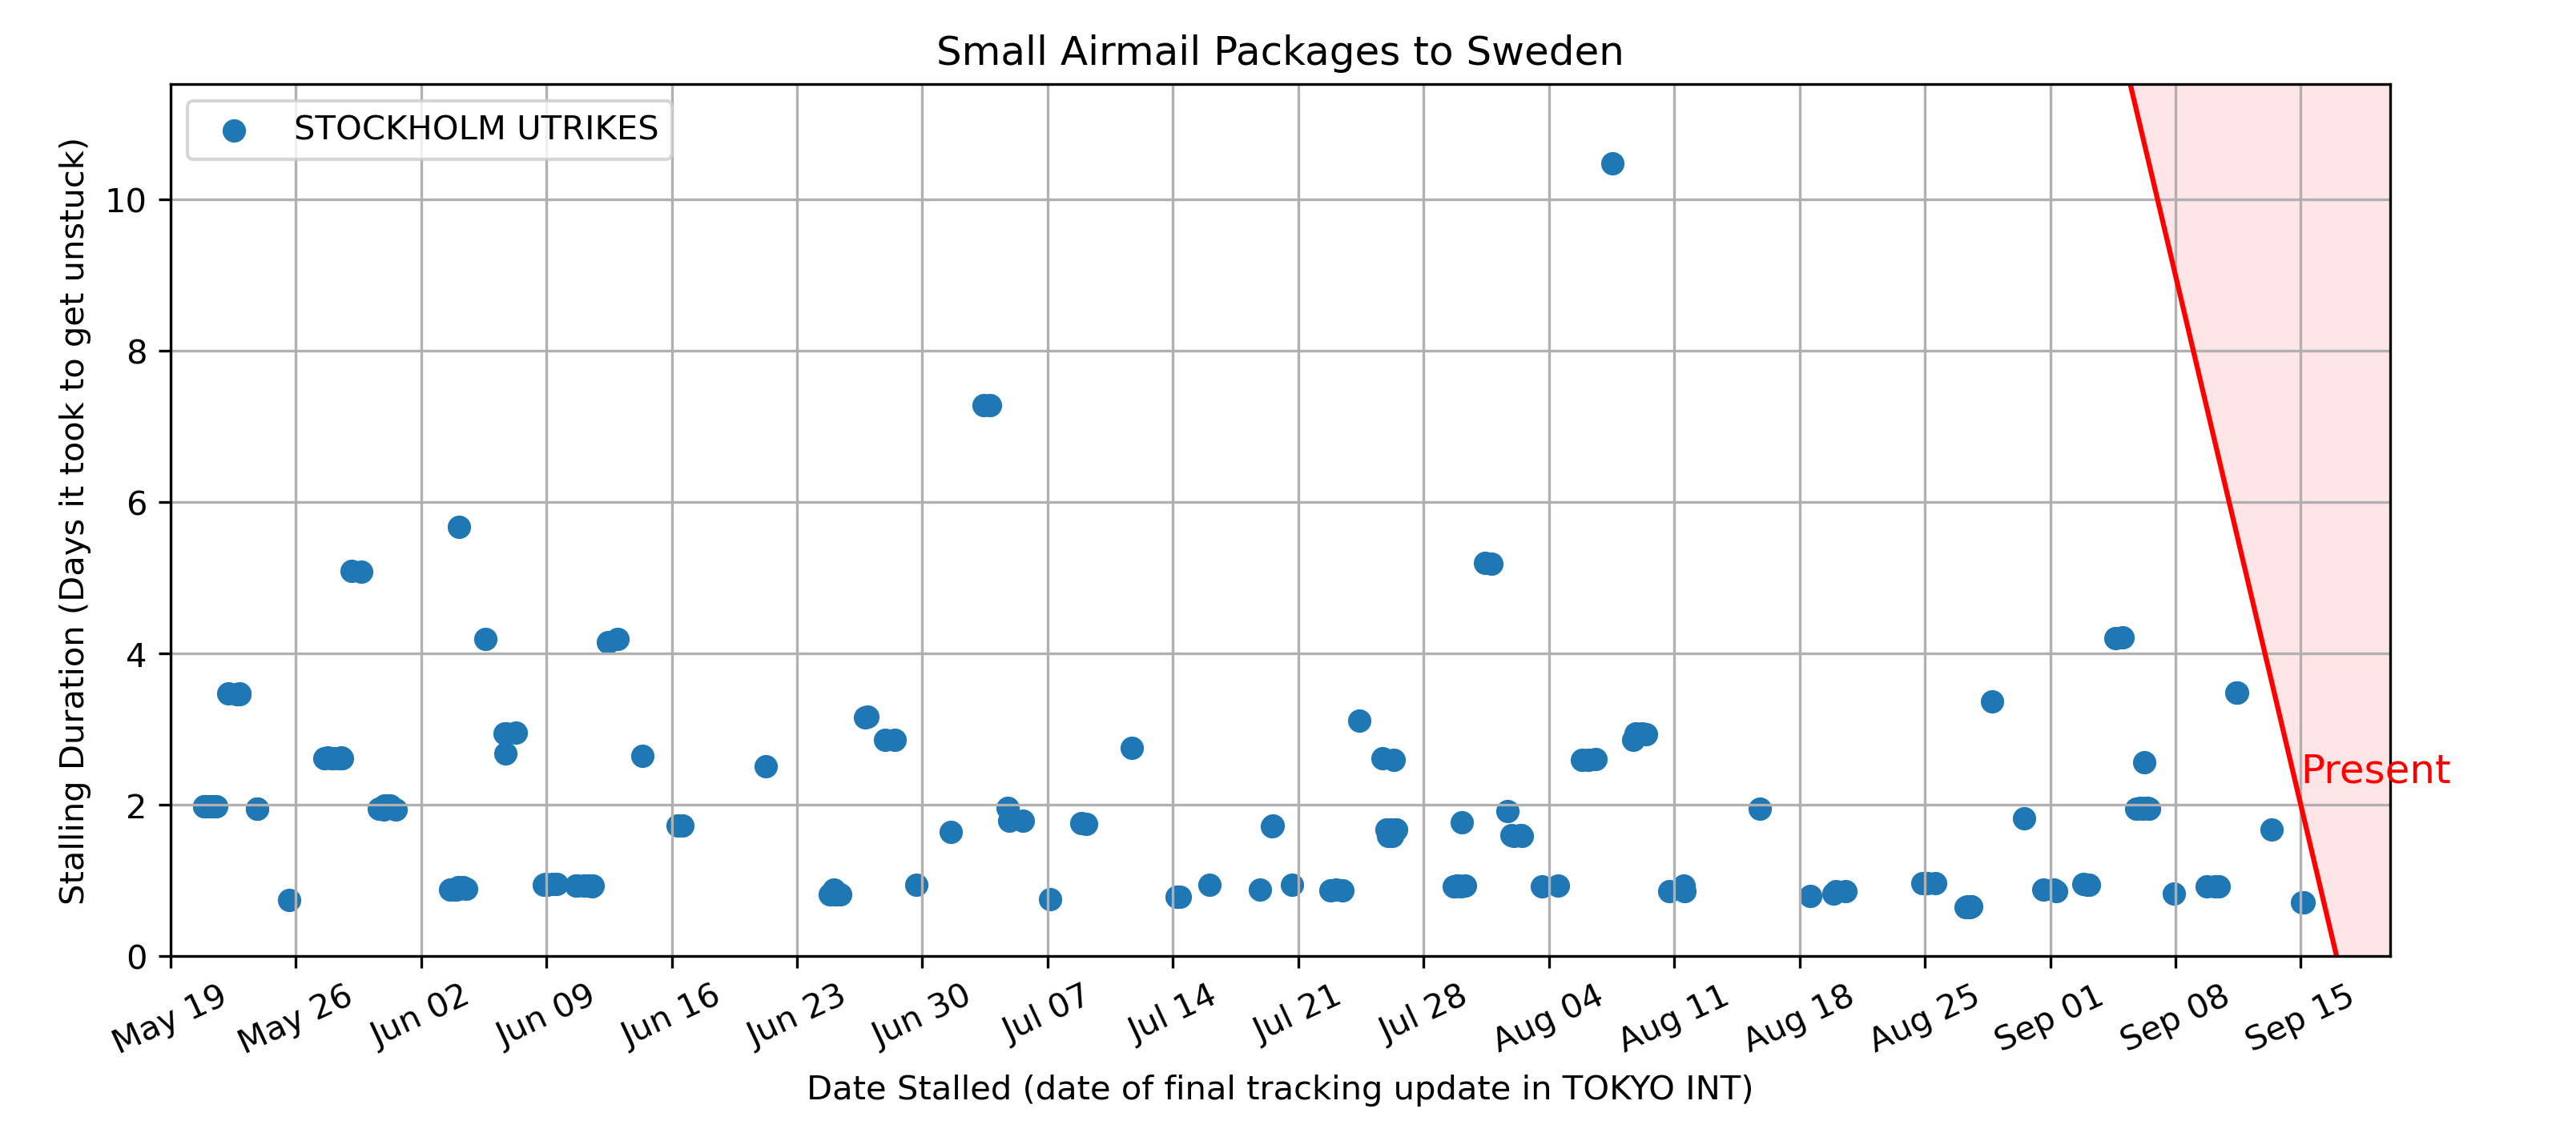 Small Airmail Packages to Sweden
STOCKHOLM UTRIKES
Stalling Duration (Days it took to get unstuck)
10
8
6
4
2
0
Present
May 19
May 26
Jun 02
Jun 09
Jun 16
Jun 23
Jun 30
Jul 07
Jul 14
Jul 21
Jul 28
Aug 04
Aug 11
Aug 18
Aug 25
Sep 01
Sep 08
Sep 15
Date Stalled (date of final tracking update in TOKYO INT)